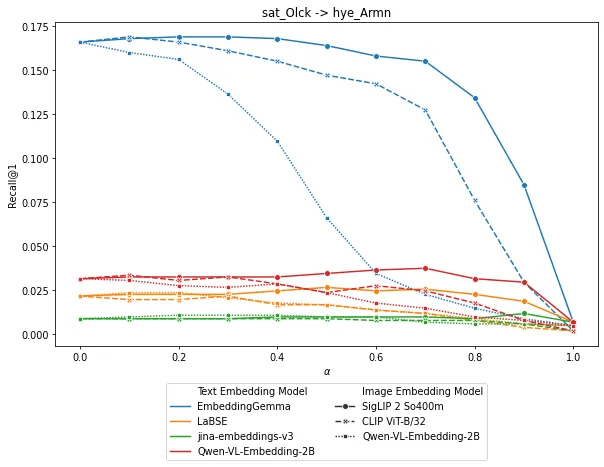 sat_Olck -> hye_Armn
Recall@1
0.175
0.150
0.125
0.100
0.075
0.050
0.025
0.000
0.0 0.2 0.4 0.6 0.8 1.0
α
Text Embedding Model
EmbeddingGemma
LaBSE
jina-embeddings-v3
Qwen-VL-Embedding-2B
Image Embedding Model
SigLIP 2 So400m
CLIP ViT-B/32
Qwen-VL-Embedding-2B